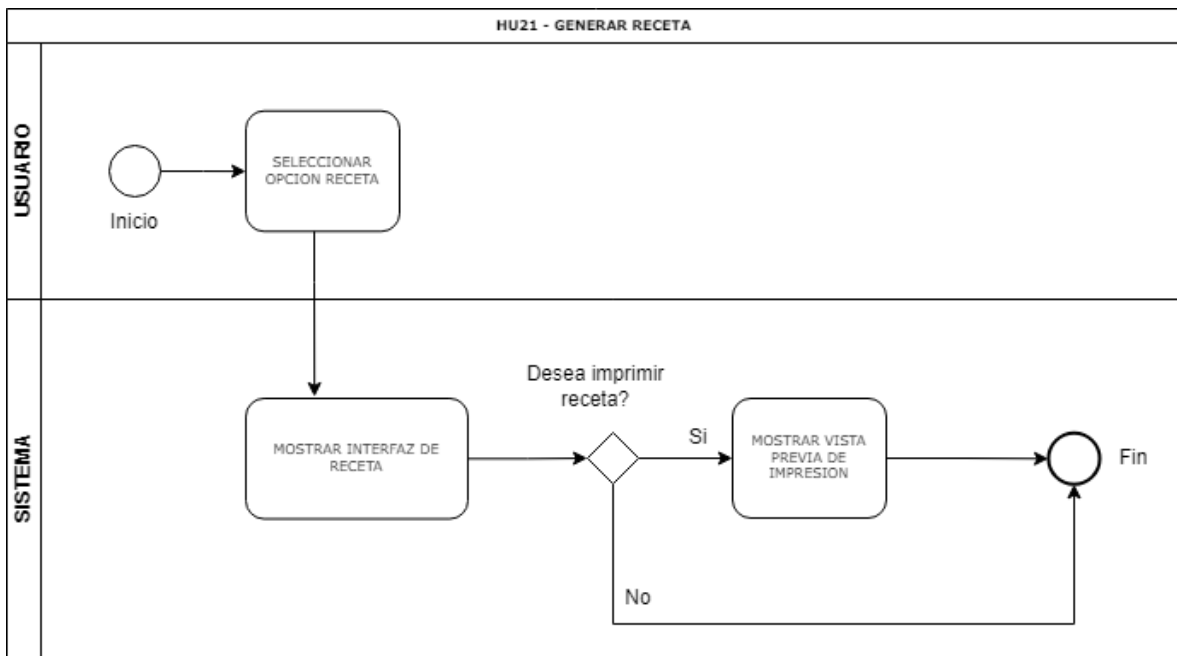 HU21 - GENERAR RECETA
USUARIO
SELECCIONAR
OPCION RECETA
Inicio
SISTEMA
Desea imprimir
receta?
MOSTRAR INTERFAZ DE
RECETA
Si
MOSTRAR VISTA
PREVIA DE
IMPRESION
Fin
No